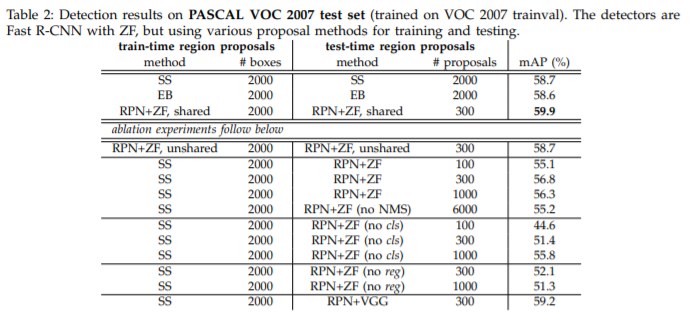 Table 2: Detection results on PASCAL VOC 2007 test set (trained on VOC 2007 trainval). The detectors are
Fast R-CNN with ZF, but using various proposal methods for training and testing.
train-time region proposals test-time region proposals
method # boxes method # proposals mAP (%)
SS 2000 SS 2000 58.7
EB 2000 EB 2000 58.6
RPN+ZF, shared 2000 RPN+ZF, shared 300 59.9
ablation experiments follow below
RPN+ZF, unshared 2000 RPN+ZF, unshared 300 58.7
SS 2000 RPN+ZF 100 55.1
SS 2000 RPN+ZF 300 56.8
SS 2000 RPN+ZF 1000 56.3
SS 2000 RPN+ZF (no NMS) 6000 55.2
SS 2000 RPN+ZF (no cls) 100 44.6
SS 2000 RPN+ZF (no cls) 300 51.4
SS 2000 RPN+ZF (no cls) 1000 55.8
SS 2000 RPN+ZF (no reg) 300 52.1
SS 2000 RPN+ZF (no reg) 1000 51.3
SS 2000 RPN+VGG 300 59.2